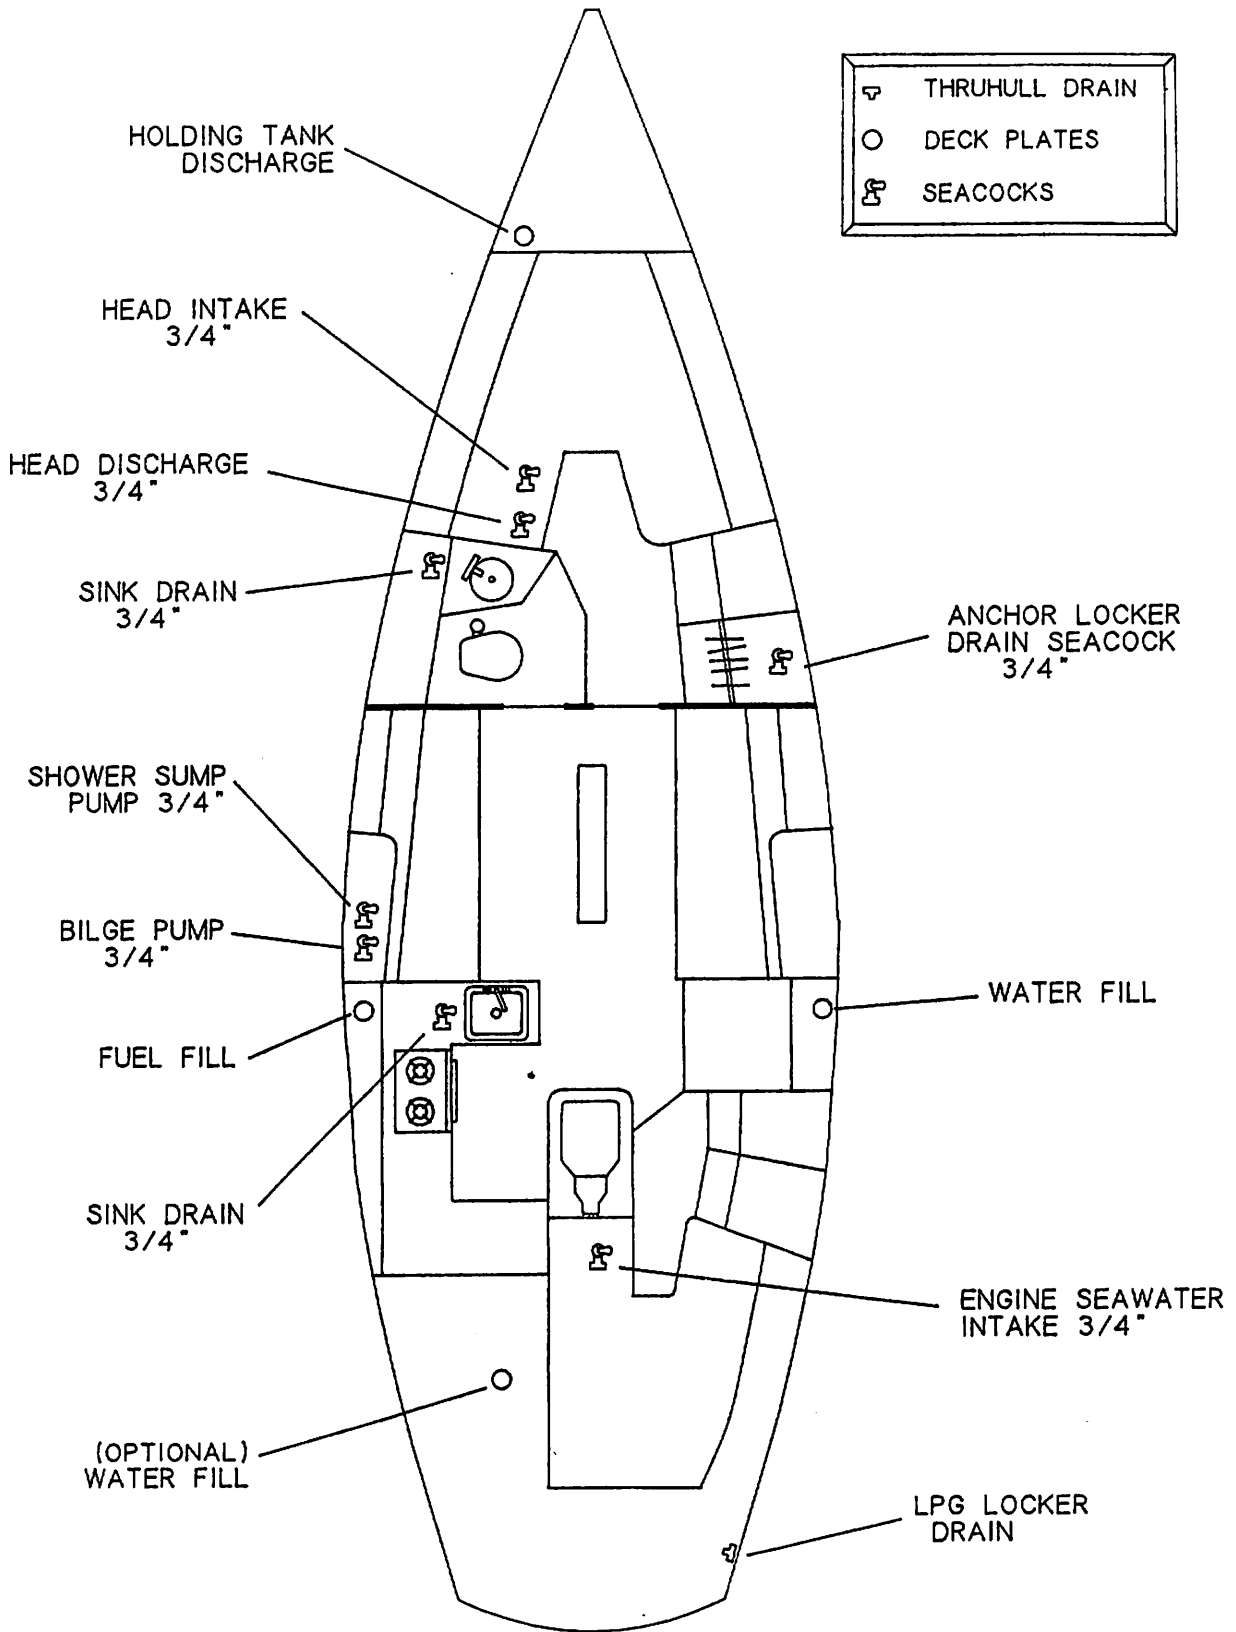 THRUHULL DRAIN
DECK PLATES
SEACOCKS
HOLDING TANK
DISCHARGE
HEAD INTAKE
3/4"
HEAD DISCHARGE
3/4"
SINK DRAIN
3/4"
ANCHOR LOCKER
DRAIN SEACOCK
3/4"
SHOWER SUMP
PUMP 3/4"
BILGE PUMP
3/4"
WATER FILL
FUEL FILL
SINK DRAIN
3/4"
ENGINE SEAWATER
INTAKE 3/4"
(OPTIONAL)
WATER FILL
LPG LOCKER
DRAIN